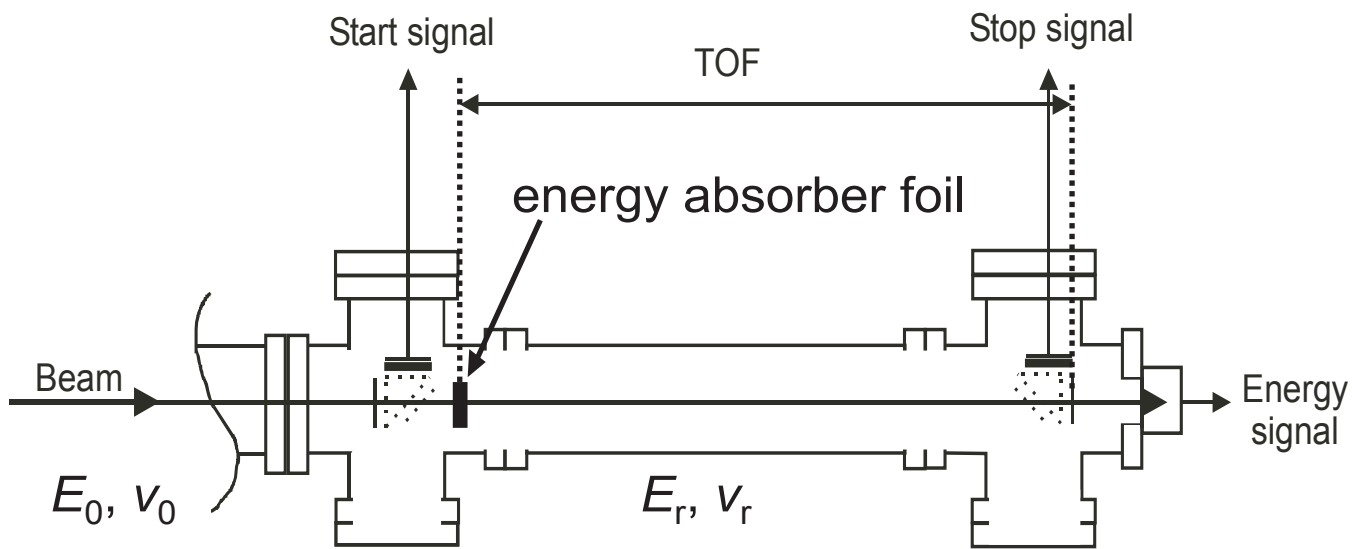 Start signal
Stop signal
TOF
energy absorber foil
Beam
Energy
signal
E₀, v₀
Eᵣ, vᵣ